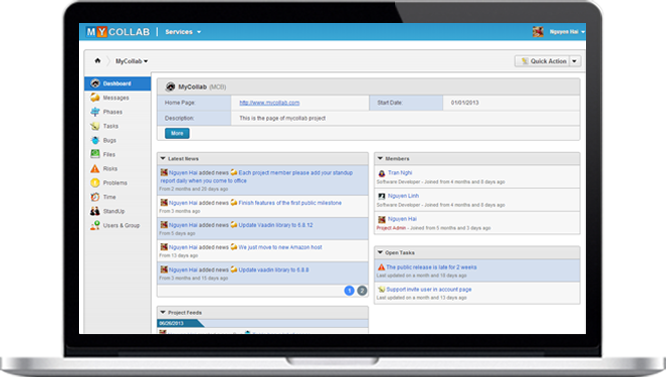 MYCOLLAB | Services
Nguyen Hai
MyCollab
Quick Action
Dashboard
Messages
Phases
Tasks
Bugs
Files
Risks
Problems
Time
StandUp
Users & Group
MyCollab (MCB)
Home Page: http://www.mycollab.com Start Date: 01/01/2013
Description: This is the page of mycollab project
More
Latest News
Nguyen Hai added news Each project member please add your standup
report daily when you come to office
From 2 months and 20 days ago
Nguyen Hai added news Finish features of the first public milestone
From 3 months ago
Nguyen Hai added news Update Vaadin library to 6.8.12
From 5 days ago
Nguyen Hai added news We just move to new Amazon host
From 13 days ago
Nguyen Hai added news Update vaadin library to 6.8.8
From 3 months and 15 days ago
1 2
Project Feeds
Members
Tran Nghi
Software Developer - Joined from 4 months and 0 days ago
Nguyen Linh
Software Developer - Joined from 4 months and 0 days ago
Nguyen Hai
Project Admin - Joined from 5 months and 3 days ago
Open Tasks
The public release is late for 2 weeks
Last updated on a month and 18 days ago
Support invite user in account page
Last updated on a month and 13 days ago